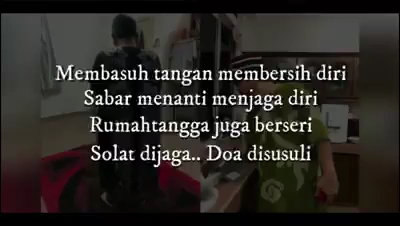 Membasuh tangan membersih diri
Sabar menanti menjaga diri
Rumahtangga juga berseri
Solat dijaga.. Doa disusuli